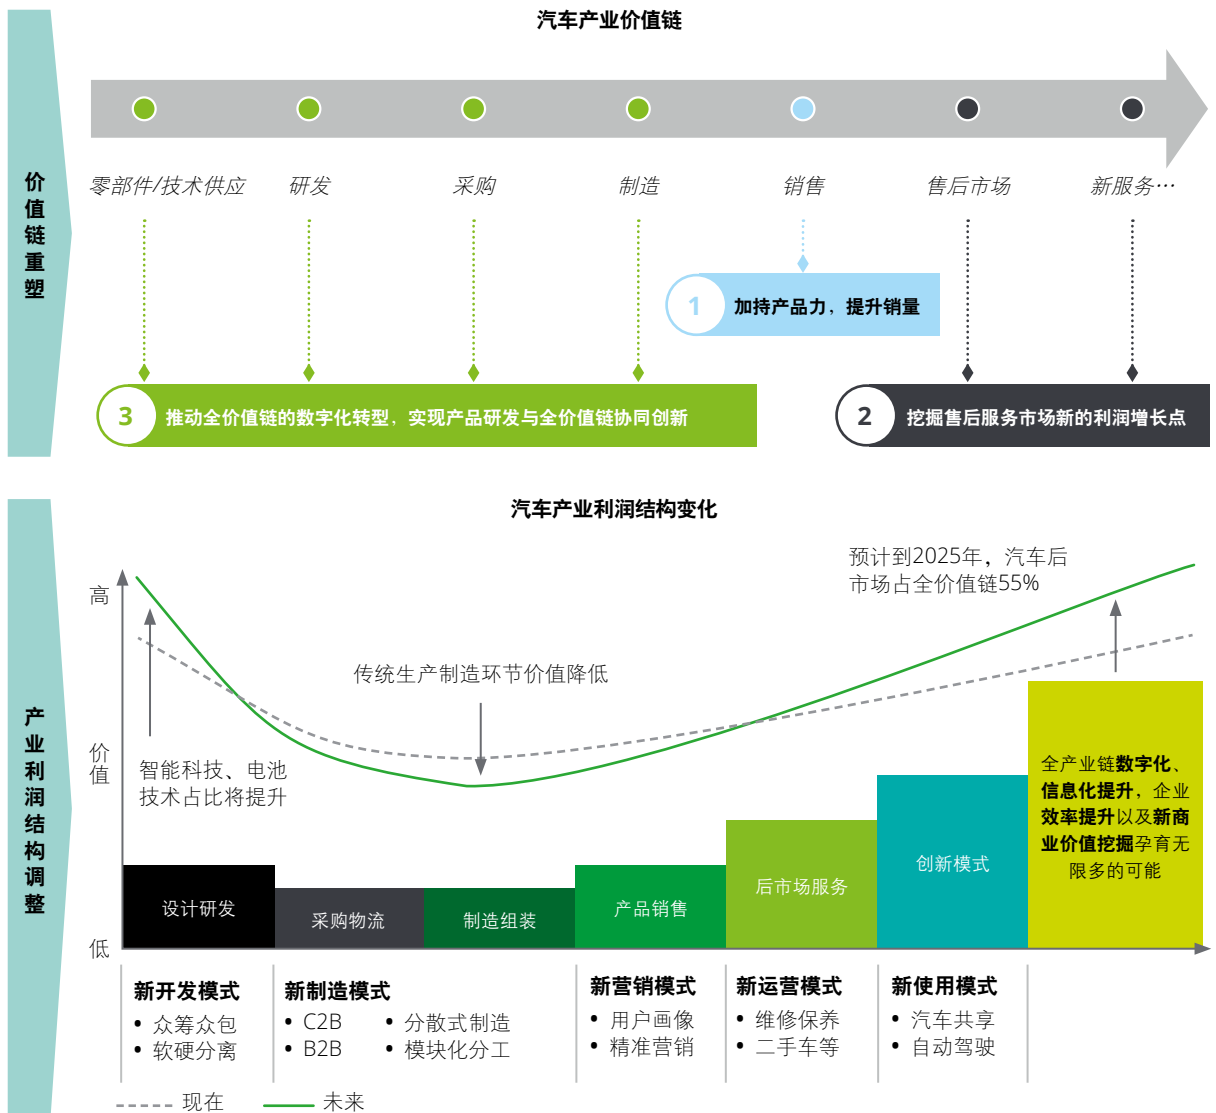 汽车产业价值链
价值链重塑
零部件/技术供应
研发
采购
制造
销售
售后市场
新服务…
1
加持产品力，提升销量
3
推动全价值链的数字化转型，实现产品研发与全价值链协同创新
2
挖掘售后服务市场新的利润增长点
汽车产业利润结构变化
产业利润结构调整
高
价值
低
预计到2025年，汽车后
市场占全价值链55%
传统生产制造环节价值降低
智能科技、电池
技术占比将提升
全产业链数字化、
信息化提升，企业
效率提升以及新商
业价值挖掘孕育无
限多的可能
设计研发
采购物流
制造组装
产品销售
后市场服务
创新模式
新开发模式
• 众筹众包
• 软硬分离
新制造模式
• C2B
• B2B
• 分散式制造
• 模块化分工
新营销模式
• 用户画像
• 精准营销
新运营模式
• 维修保养
• 二手车等
新使用模式
• 汽车共享
• 自动驾驶
现在
未来